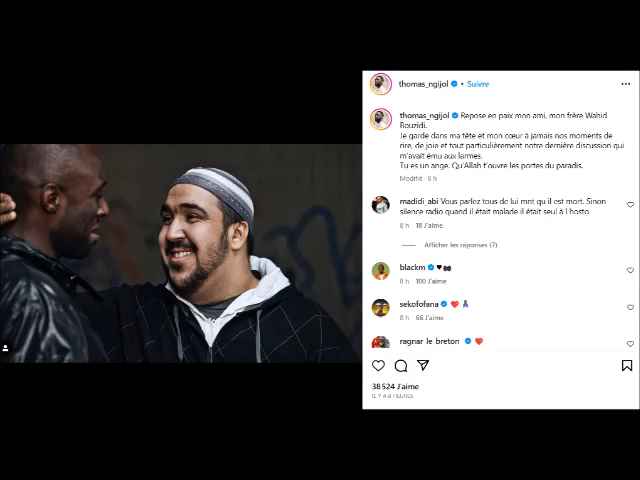 thomas_ngijol • Suivre
thomas_ngijol Repose en paix mon ami, mon frère Wahid
Bouzidi.
Je garde dans ma tête et mon cœur à jamais nos moments de
rire, de joie et tout particulièrement notre dernière discussion qui
m'avait ému aux larmes.
Tu es un ange. Qu'Allah t'ouvre les portes du paradis.
Modifié · 8 h
madidi_abi Vous parlez tous de lui mnt qu il est mort. Sinon
silence radio quand il était malade il était seul à l hosto
8 h 18 J'aime
Afficher les réponses (7)
blackm
8 h 100 J'aime
sekofofana
8 h 66 J'aime
ragnar_le_breton
38 524 J'aime
IL Y A 8 HEURES